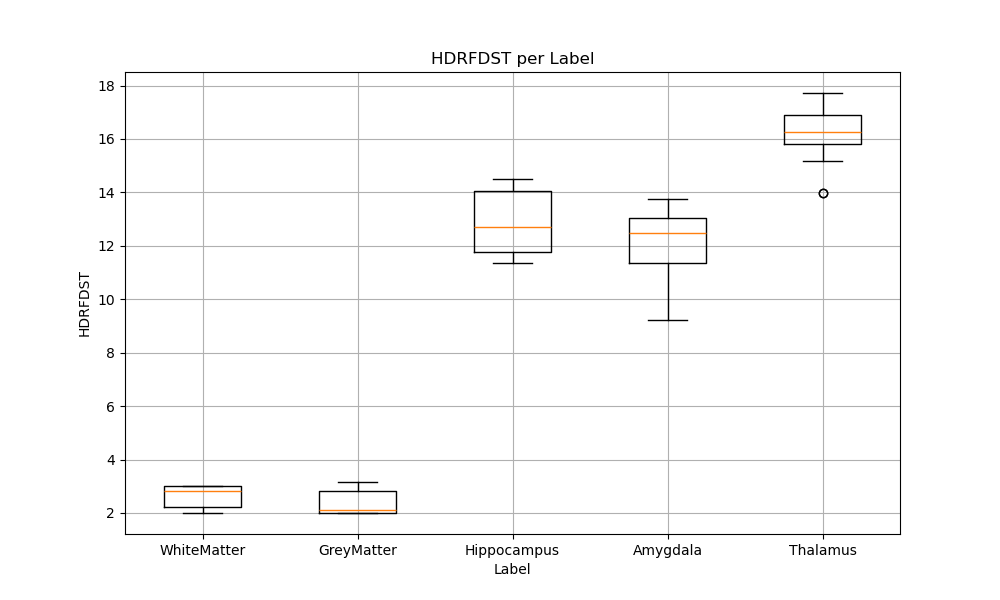 HDRFDST per Label
18
16
14
12
10
8
6
4
2
HDRFDST
WhiteMatter GreyMatter Hippocampus Amygdala Thalamus
Label